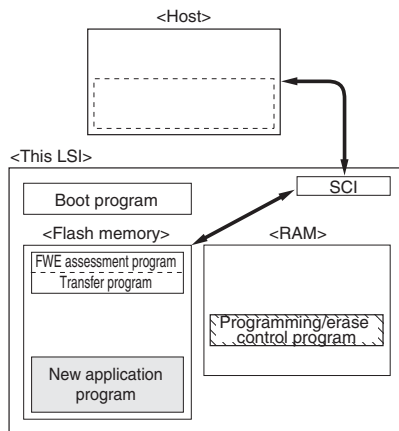 <Host>
<This LSI>
SCI
Boot program
<Flash memory>
<RAM>
FWE assessment program
Transfer program
Programming/erase
control program
New application
program